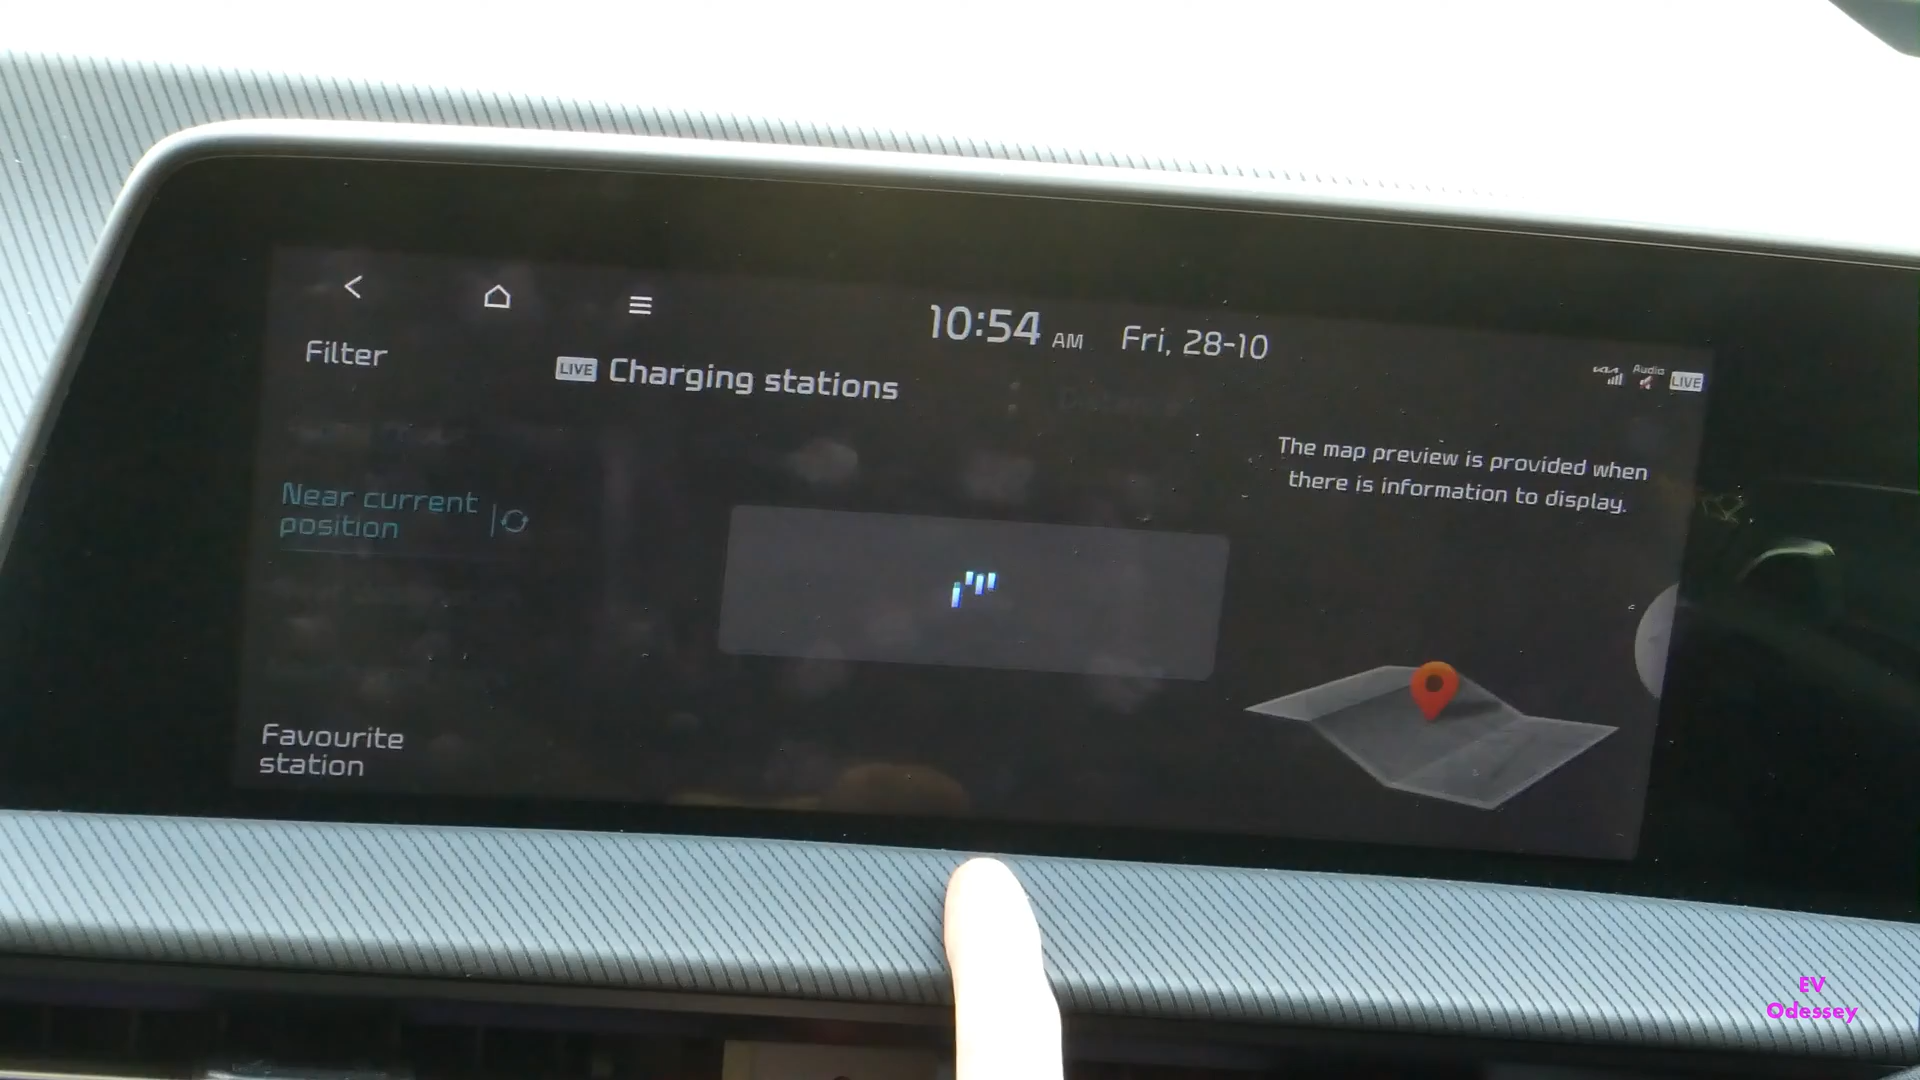 10:54 AM Fri, 28-10
Filter
LIVE Charging stations
KIA
Audio
LIVE
The map preview is provided when
there is information to display.
Near current
position
Favourite
station
EV
Odessey